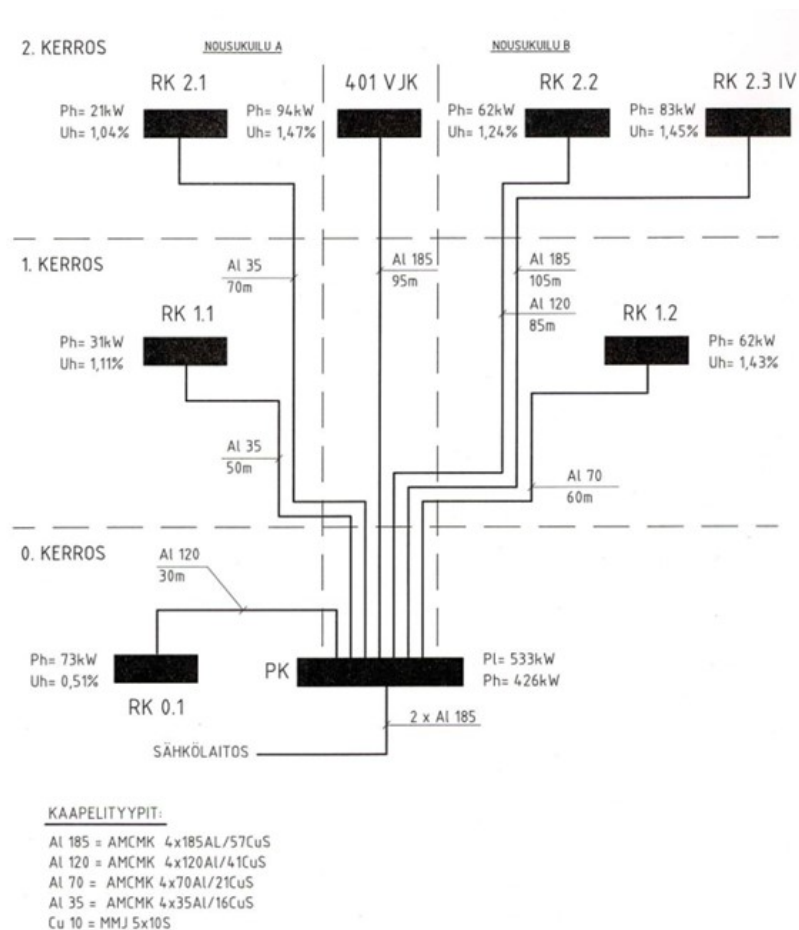 2. KERROS
NOUSUKUILU A
NOUSUKUILU B
RK 2.1
401 VJK
RK 2.2
RK 2.3 IV
Ph= 21kW
Uh= 1,04%
Ph= 94kW
Uh= 1,47%
Ph= 62kW
Uh= 1,24%
Ph= 83kW
Uh= 1,45%
1. KERROS
Al 35
70m
Al 185
95m
Al 185
105m
Al 120
85m
RK 1.1
RK 1.2
Ph= 31kW
Uh= 1,11%
Ph= 62kW
Uh= 1,43%
Al 35
50m
Al 70
60m
0. KERROS
Al 120
30m
Ph= 73kW
Uh= 0,51%
RK 0.1
PK
Pl= 533kW
Ph= 426kW
2 x Al 185
SÄHKÖLAITOS
KAAPELITYYPIT:
Al 185 = AMCMK 4x185AL/57CuS
Al 120 = AMCMK 4x120Al/41CuS
Al 70 = AMCMK 4x70Al/21CuS
Al 35 = AMCMK 4x35Al/16CuS
Cu 10 = MMJ 5x10S